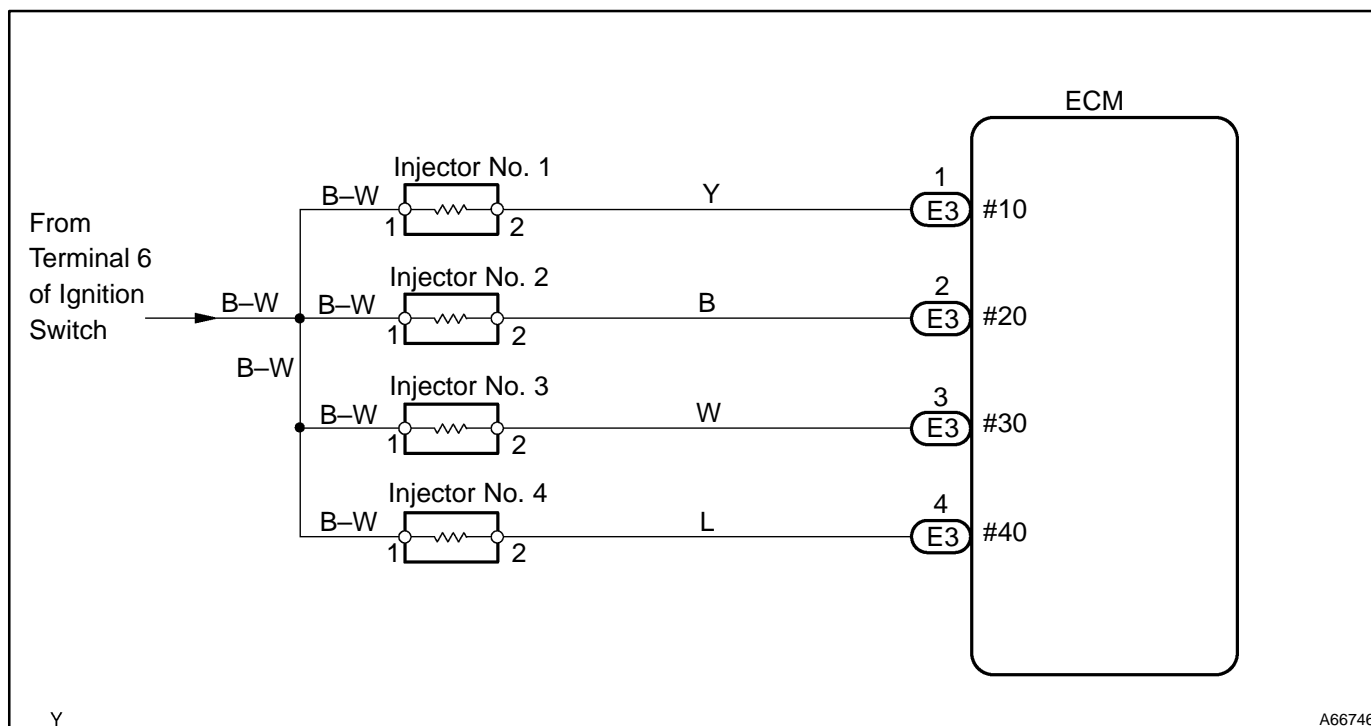 ECM
From
Terminal 6
of Ignition
Switch
B–W
B–W
Injector No. 1
B–W
1
2
Y
1
E3
#10
Injector No. 2
B–W
1
2
B
2
E3
#20
Injector No. 3
B–W
1
2
W
3
E3
#30
Injector No. 4
B–W
1
2
L
4
E3
#40
Y
A66746